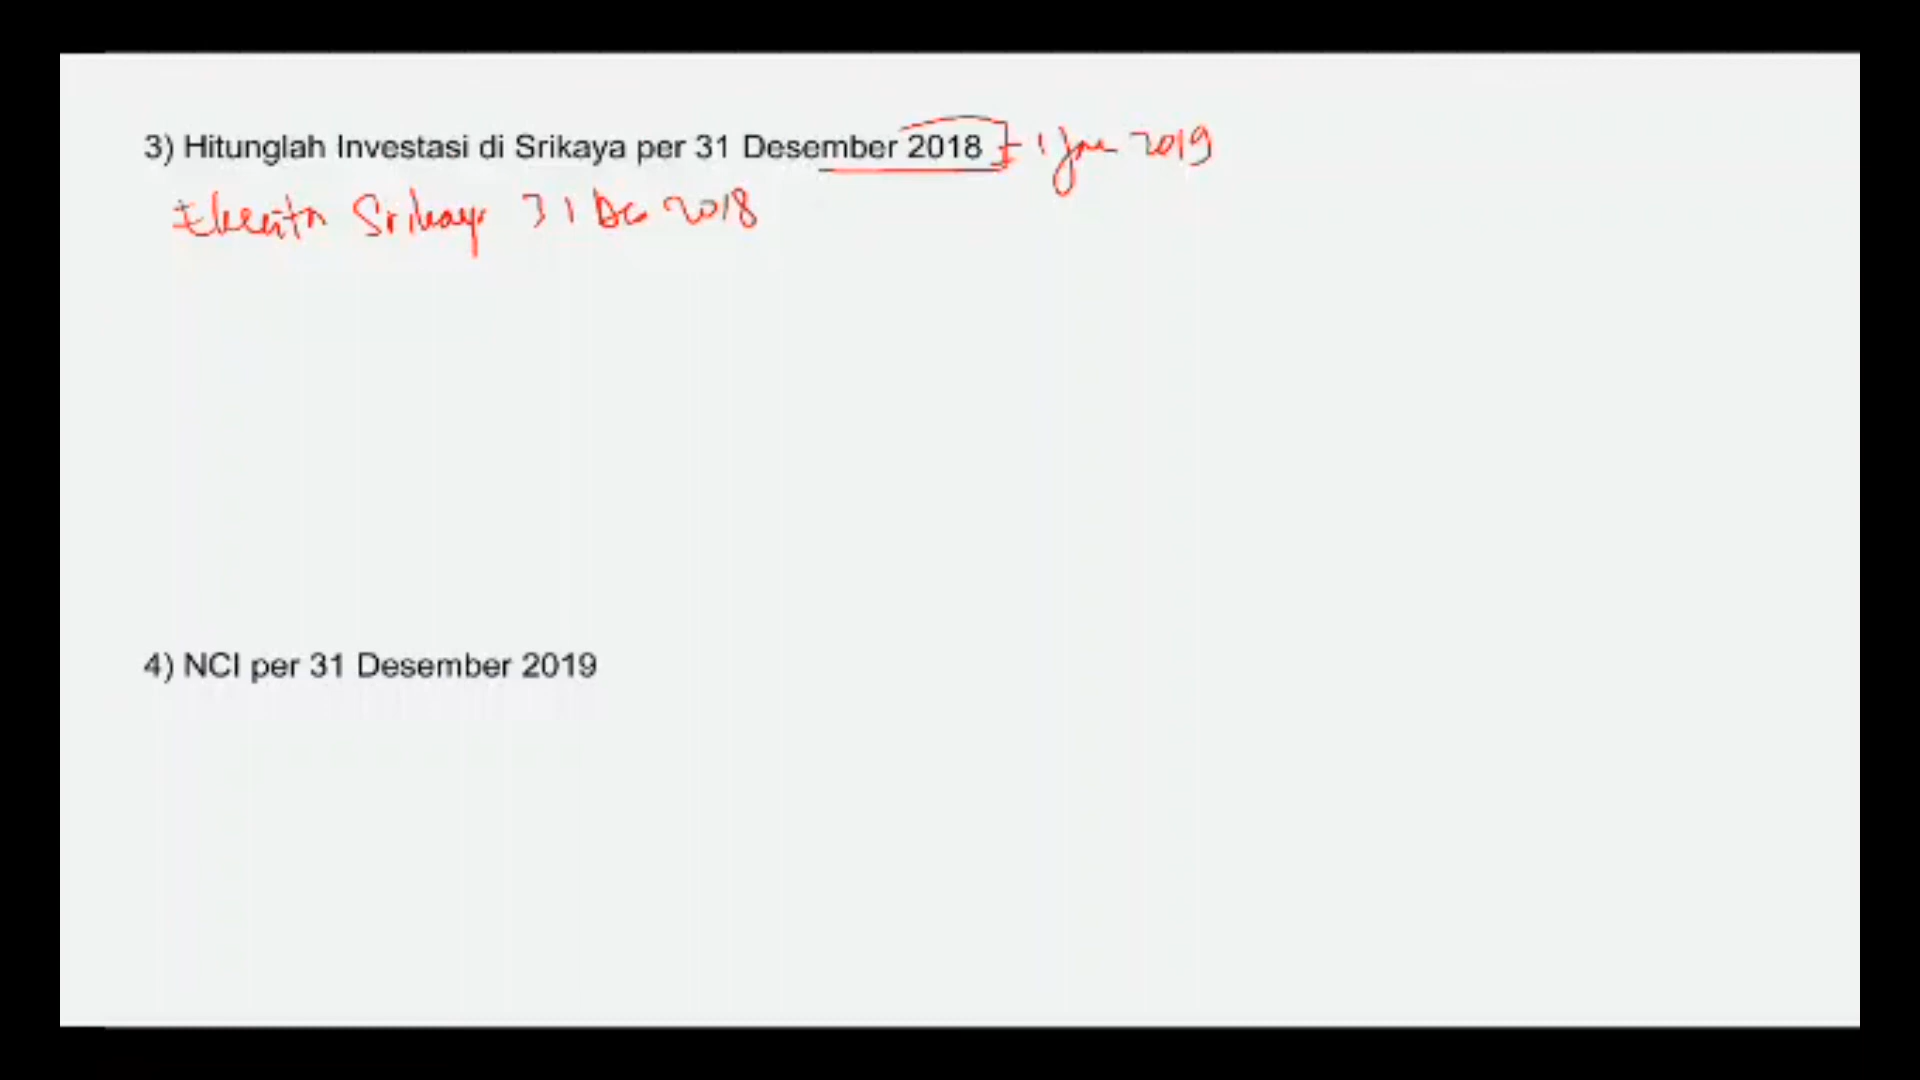 3) Hitunglah Investasi di Srikaya per 31 Desember 2018 1 Jan 2019
Ekuitas Srikaya 31 Des 2018
4) NCI per 31 Desember 2019